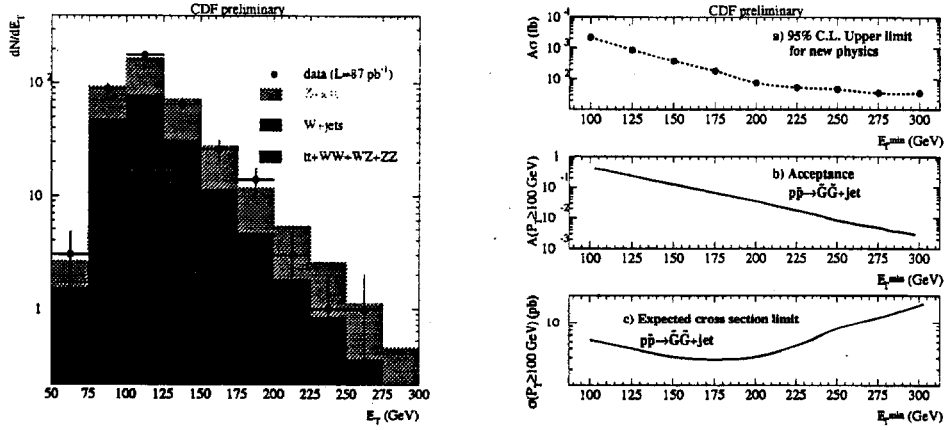 CDF preliminary
dN/dE_T
10^2
10
1
data (L=87 pb^-1)
W+jets
tt+WW+WZ+ZZ
50 75 100 125 150 175 200 225 250 275 300
E_T (GeV)
CDF preliminary
Aσ (fb)
10^4
10^3
10^2
a) 95% C.L. Upper limit
for new physics
100 125 150 175 200 225 250 275 300
E_T^min (GeV)
A(P_T≥100 GeV)
1
10^-1
10^-2
10^-3
b) Acceptance
pp̄→G̃G̃+jet
100 125 150 175 200 225 250 275 300
E_T^min (GeV)
σ(P_T≥100 GeV) (pb)
10
c) Expected cross section limit
pp̄→G̃G̃+jet
100 125 150 175 200 225 250 275 300
E_T^min (GeV)